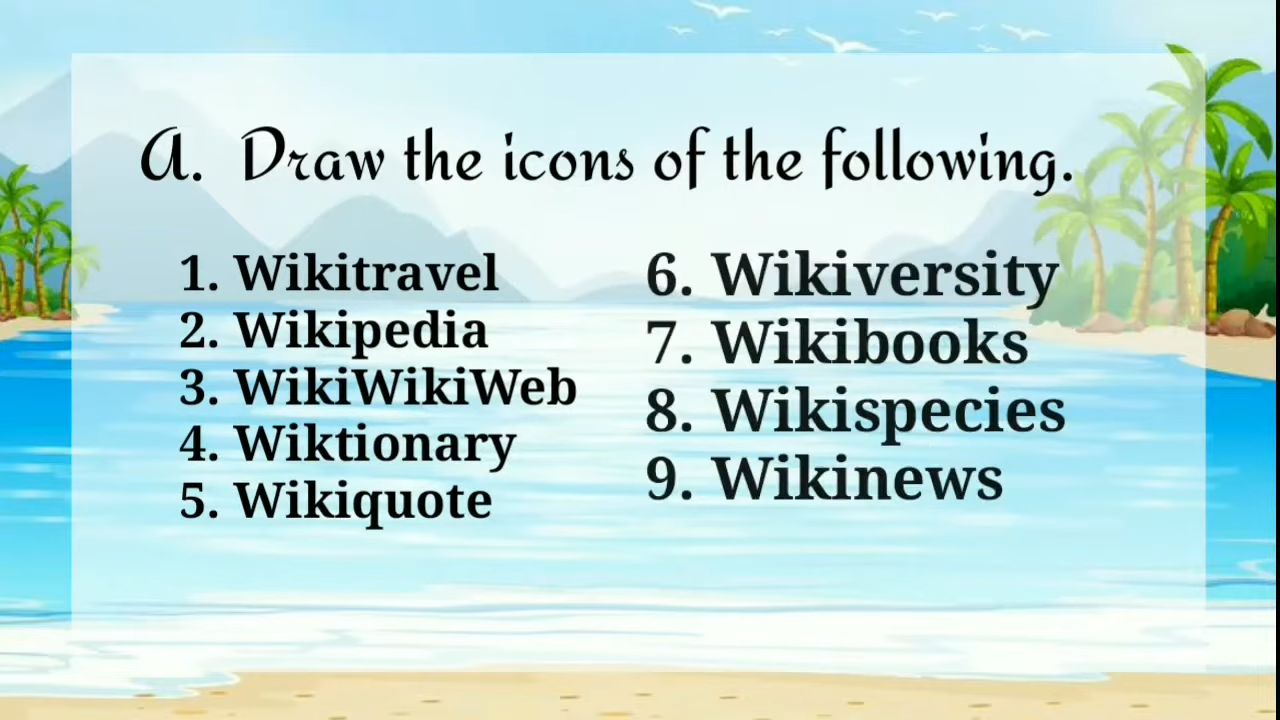 A. Draw the icons of the following.
1. Wikitravel
2. Wikipedia
3. WikiWikiWeb
4. Wiktionary
5. Wikiquote
6. Wikiversity
7. Wikibooks
8. Wikispecies
9. Wikinews